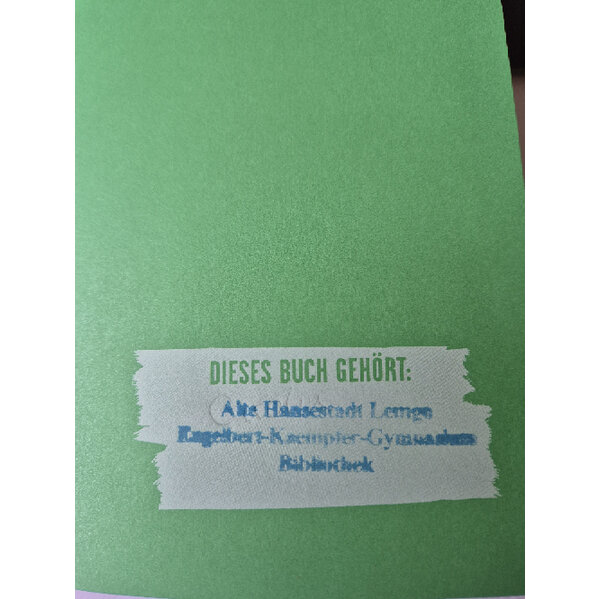 DIESES BUCH GEHÖRT:
Alte Hansestadt Lemgo
Engelbert-Kaempfer-Gymnasium
Bibliothek